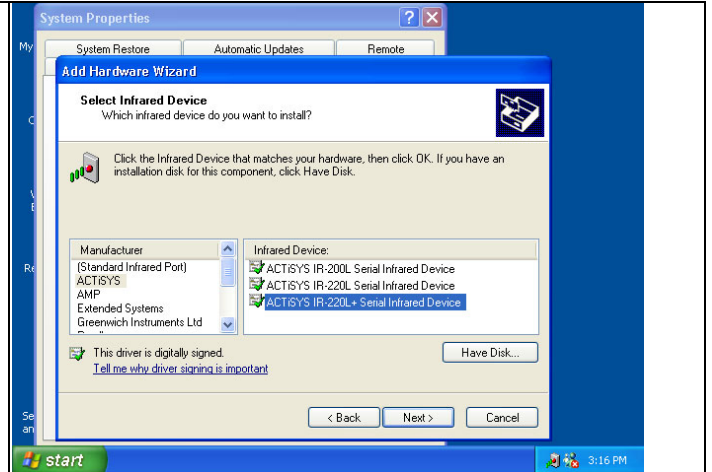 System Properties
My
System Restore
Automatic Updates
Remote
Add Hardware Wizard
Select Infrared Device
Which infrared device do you want to install?
Click the Infrared Device that matches your hardware, then click OK. If you have an
installation disk for this component, click Have Disk.
Manufacturer
(Standard Infrared Port)
ACTiSYS
AMP
Extended Systems
Greenwich Instruments Ltd
Infrared Device:
ACTiSYS IR-200L Serial Infrared Device
ACTiSYS IR-220L Serial Infrared Device
ACTiSYS IR-220L+ Serial Infrared Device
Re
This driver is digitally signed.
Tell me why driver signing is important
Have Disk...
< Back
Next >
Cancel
Se
an
start
3:16 PM